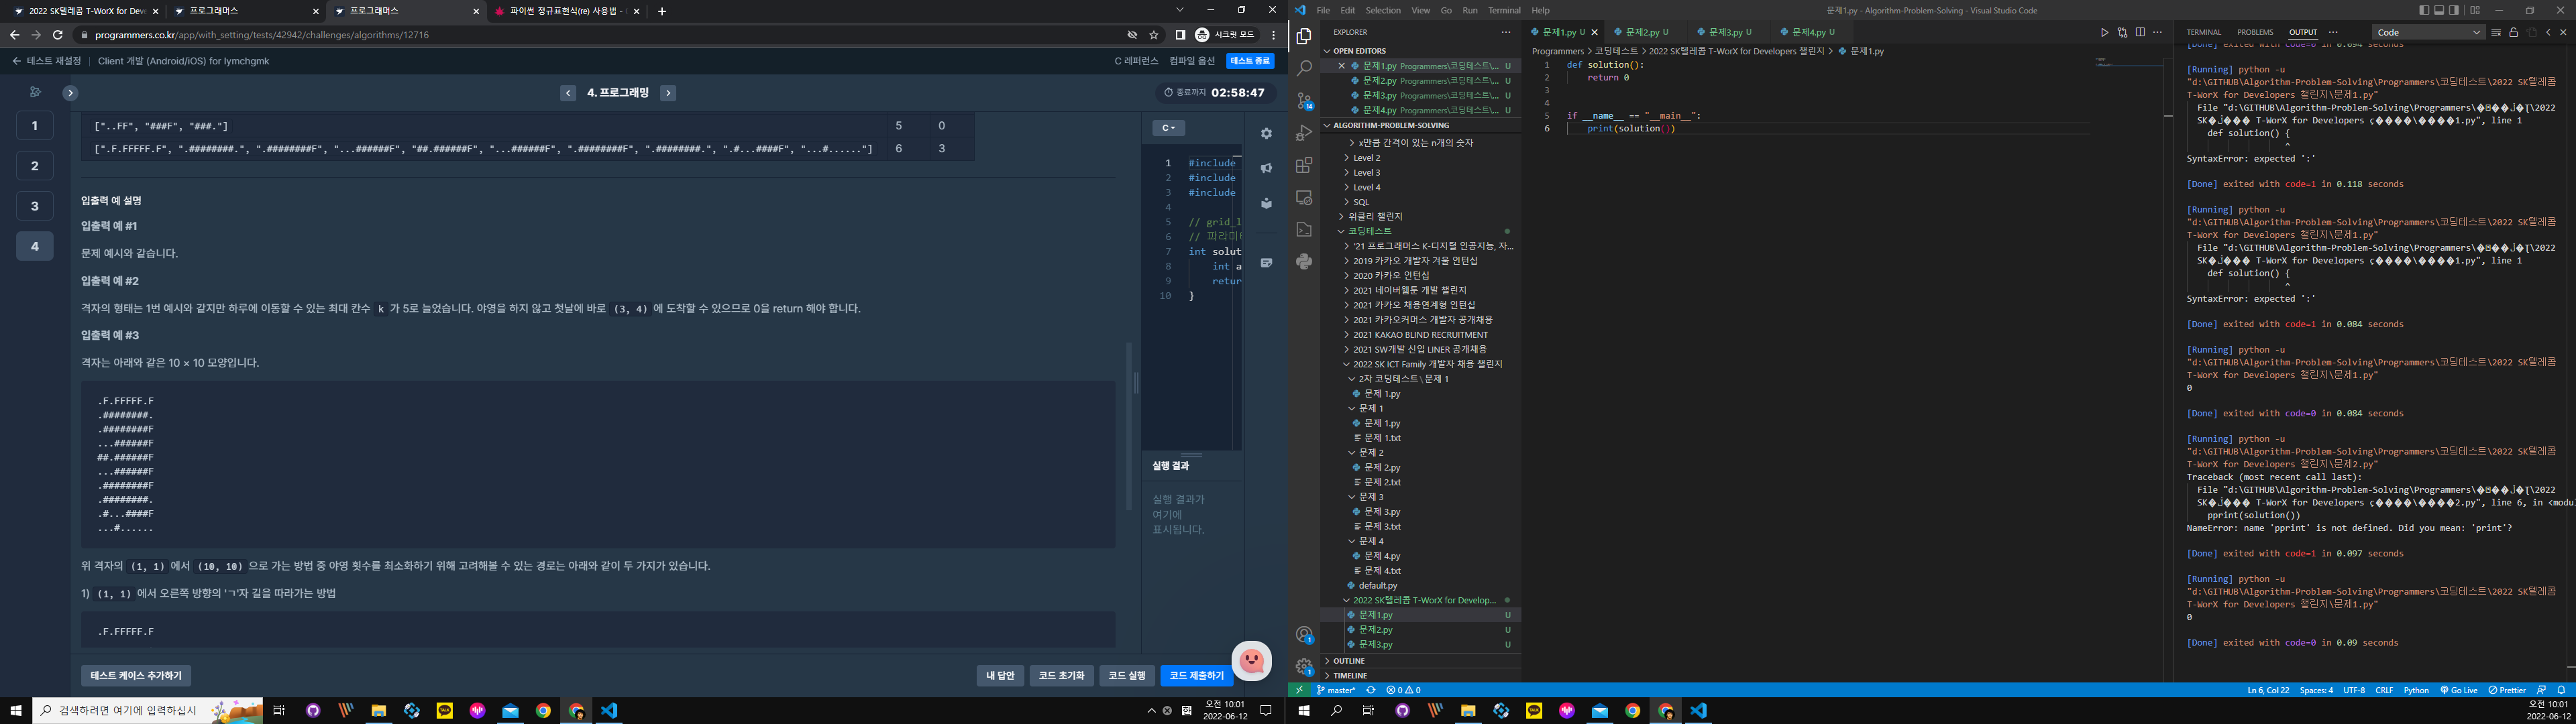 2022 SK텔레콤 T-WorX for Deve
프로그래머스
프로그래머스
파이썬 정규표현식(re) 사용법 -
programmers.co.kr/app/with_setting/tests/42942/challenges/algorithms/12716
시크릿 모드
테스트 재설정
Client 개발 (Android/iOS) for lymchgmk
C 레퍼런스
컴파일 옵션
테스트 종료
4. 프로그래밍
종료까지 02:58:47
1
2
3
4
["..FF", "###F", "###."] 5 0
[".F.FFFFF.F", ".########.", ".########F", "...######F", "##.######F", "...######F", ".########F", ".########.", ".#...####F", "...#......"] 6 3
입출력 예 설명
입출력 예 #1
문제 예시와 같습니다.
입출력 예 #2
격자의 형태는 1번 예시와 같지만 하루에 이동할 수 있는 최대 칸수 k 가 5로 늘었습니다. 야영을 하지 않고 첫날에 바로 (3, 4) 에 도착할 수 있으므로 0을 return 해야 합니다.
입출력 예 #3
격자는 아래와 같은 10 × 10 모양입니다.
.F.FFFFF.F
.########.
.########F
...######F
##.######F
...######F
.########F
.########.
.#...####F
...#......
위 격자의 (1, 1) 에서 (10, 10) 으로 가는 방법 중 야영 횟수를 최소화하기 위해 고려해볼 수 있는 경로는 아래와 같이 두 가지가 있습니다.
1) (1, 1) 에서 오른쪽 방향의 'ㄱ'자 길을 따라가는 방법
.F.FFFFF.F
C
1 #include
2 #include
3 #include
4
5 // grid_l
6 // 파라미
7 int solut
8 int a
9 retur
10 }
실행 결과
실행 결과가
여기에
표시됩니다.
테스트 케이스 추가하기
내 답안
코드 초기화
코드 실행
코드 제출하기
검색하려면 여기에 입력하십시
오전 10:01
2022-06-12
File Edit Selection View Go Run Terminal Help
문제1.py - Algorithm-Problem-Solving - Visual Studio Code
EXPLORER
OPEN EDITORS
문제1.py Programmers\코딩테스트\... U
문제2.py Programmers\코딩테스트\... U
문제3.py Programmers\코딩테스트\... U
문제4.py Programmers\코딩테스트\... U
ALGORITHM-PROBLEM-SOLVING
x만큼 간격이 있는 n개의 숫자
Level 2
Level 3
Level 4
SQL
위클리 챌린지
코딩테스트
'21 프로그래머스 K-디지털 인공지능, 자...
2019 카카오 개발자 겨울 인턴십
2020 카카오 인턴십
2021 네이버웹툰 개발 챌린지
2021 카카오 채용연계형 인턴십
2021 카카오커머스 개발자 공개채용
2021 KAKAO BLIND RECRUITMENT
2021 SW개발 신입 LINER 공개채용
2022 SK ICT Family 개발자 채용 챌린지
2차 코딩테스트 \ 문제 1
문제 1.py
문제 1
문제 1.py
문제 1.txt
문제 2
문제 2.py
문제 2.txt
문제 3
문제 3.py
문제 3.txt
문제 4
문제 4.py
문제 4.txt
default.py
2022 SK텔레콤 T-WorX for Develop...
문제1.py U
문제2.py U
문제3.py U
OUTLINE
TIMELINE
문제1.py U
문제2.py U
문제3.py U
문제4.py U
Programmers > 코딩테스트 > 2022 SK텔레콤 T-WorX for Developers 챌린지 > 문제1.py
1 def solution():
2 return 0
3
4
5 if __name__ == "__main__":
6 print(solution())
TERMINAL PROBLEMS OUTPUT
Code
[Done] exited with code=0 in 0.094 seconds
[Running] python -u
"d:\GITHUB\Algorithm-Problem-Solving\Programmers\코딩테스트\2022 SK텔레콤
T-WorX for Developers 챌린지\문제1.py"
File "d:\GITHUB\Algorithm-Problem-Solving\Programmers\
T-WorX for Developers
1.py", line 1
def solution() {
^
SyntaxError: expected ':'
[Done] exited with code=1 in 0.118 seconds
[Running] python -u
"d:\GITHUB\Algorithm-Problem-Solving\Programmers\코딩테스트\2022 SK텔레콤
T-WorX for Developers 챌린지\문제1.py"
File "d:\GITHUB\Algorithm-Problem-Solving\Programmers\
T-WorX for Developers
1.py", line 1
def solution() {
^
SyntaxError: expected ':'
[Done] exited with code=1 in 0.084 seconds
[Running] python -u
"d:\GITHUB\Algorithm-Problem-Solving\Programmers\코딩테스트\2022 SK텔레콤
T-WorX for Developers 챌린지\문제1.py"
0
[Done] exited with code=0 in 0.084 seconds
[Running] python -u
"d:\GITHUB\Algorithm-Problem-Solving\Programmers\코딩테스트\2022 SK텔레콤
T-WorX for Developers 챌린지\문제2.py"
Traceback (most recent call last):
File "d:\GITHUB\Algorithm-Problem-Solving\Programmers\
T-WorX for Developers
2.py", line 6, in <modu
pprint(solution())
NameError: name 'pprint' is not defined. Did you mean: 'print'?
[Done] exited with code=1 in 0.097 seconds
[Running] python -u
"d:\GITHUB\Algorithm-Problem-Solving\Programmers\코딩테스트\2022 SK텔레콤
T-WorX for Developers 챌린지\문제1.py"
0
[Done] exited with code=0 in 0.09 seconds
master* 0 0
Ln 6, Col 22 Spaces: 4 UTF-8 CRLF Python Go Live Prettier
오전 10:01
2022-06-12